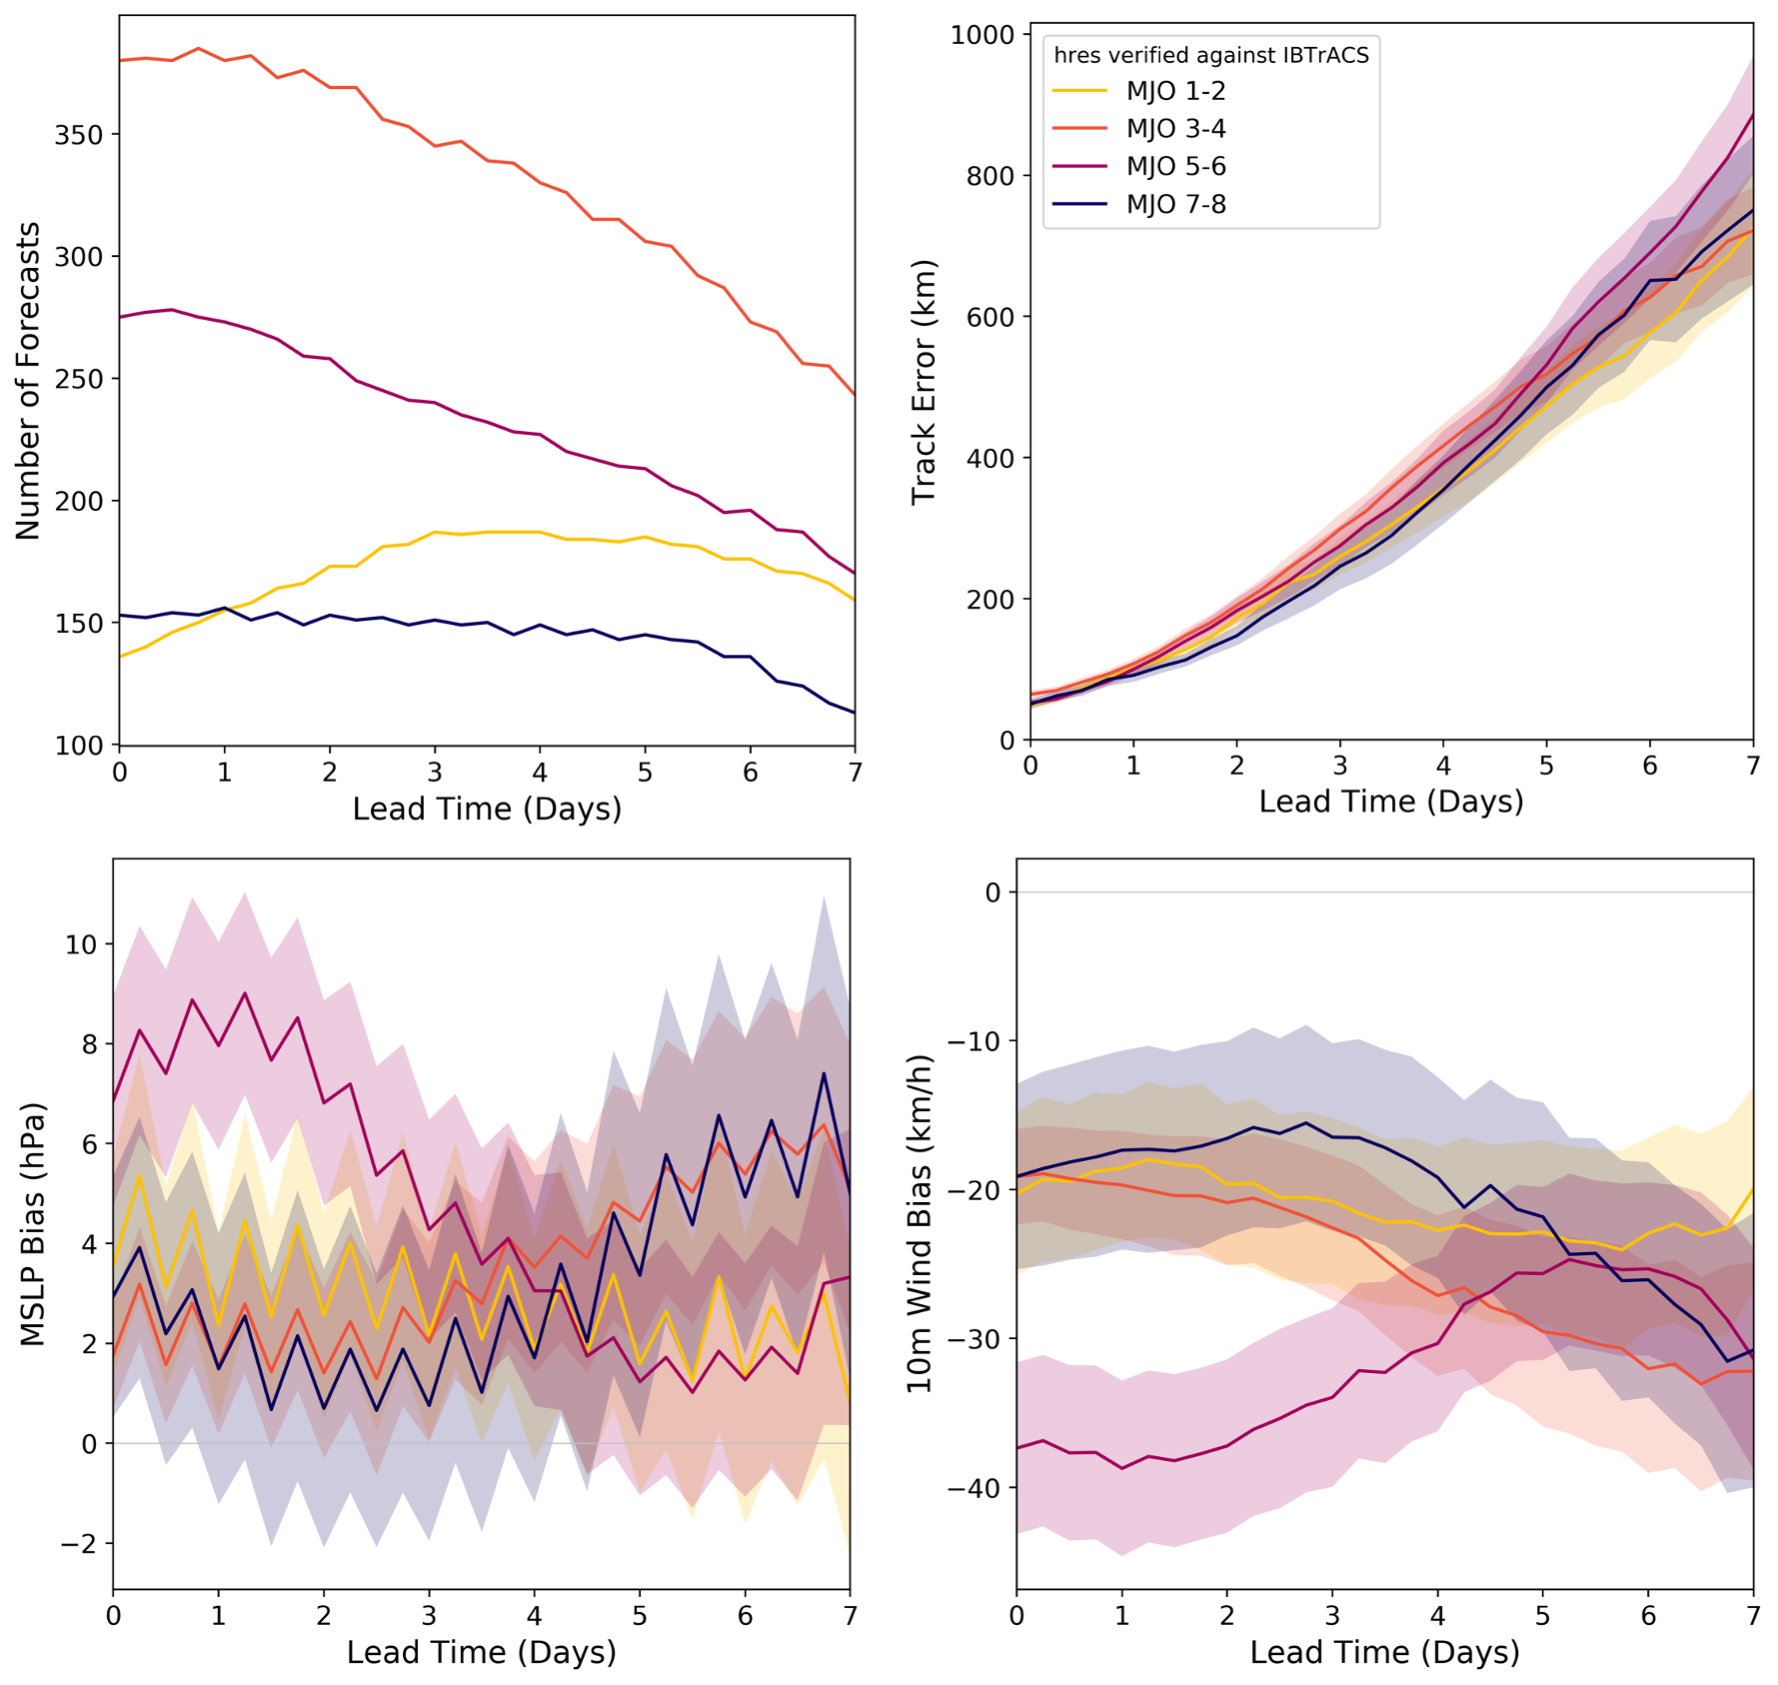 350
300
250
200
150
100
0 1 2 3 4 5 6 7
Number of Forecasts
Lead Time (Days)
1000
800
600
400
200
0
0 1 2 3 4 5 6 7
Track Error (km)
Lead Time (Days)
hres verified against IBTrACS
MJO 1-2
MJO 3-4
MJO 5-6
MJO 7-8
10
8
6
4
2
0
−2
0 1 2 3 4 5 6 7
MSLP Bias (hPa)
Lead Time (Days)
0
−10
−20
−30
−40
0 1 2 3 4 5 6 7
10m Wind Bias (km/h)
Lead Time (Days)